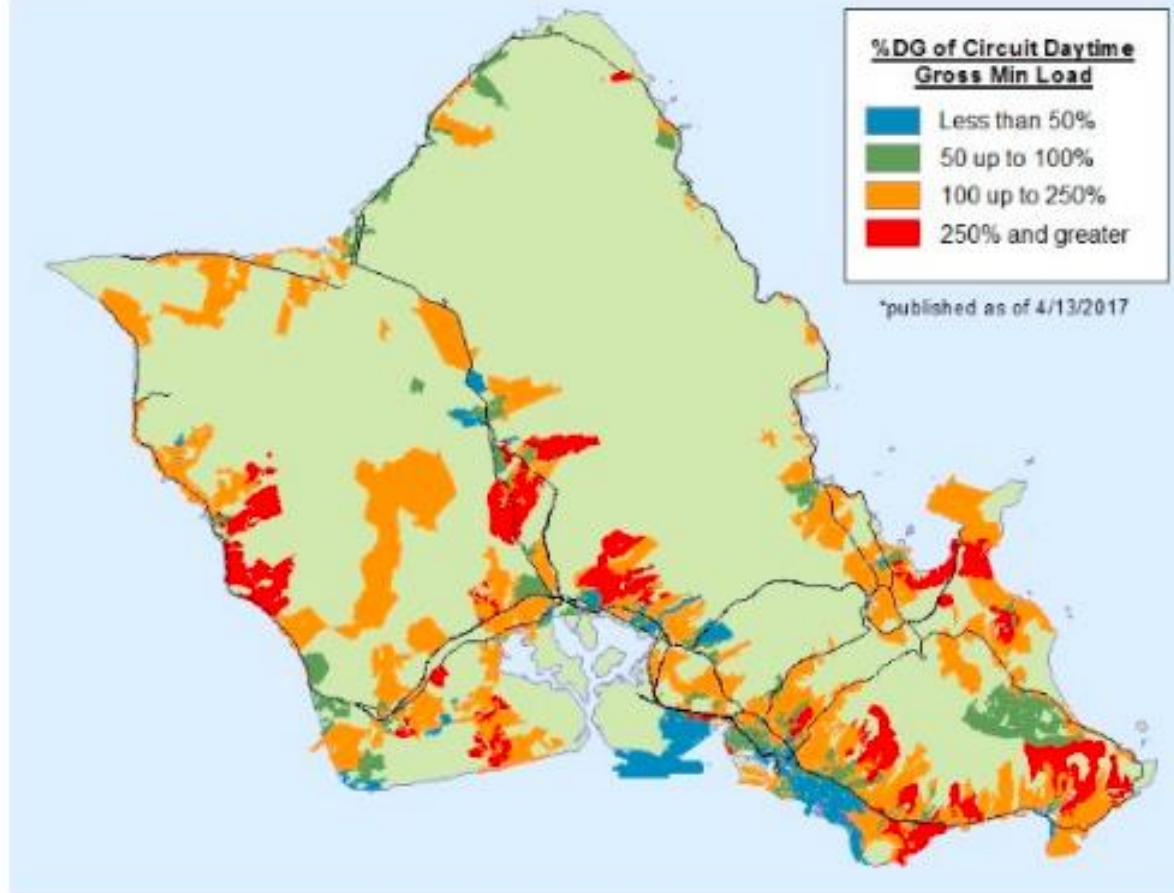 %DG of Circuit Daytime
Gross Min Load
Less than 50%
50 up to 100%
100 up to 250%
250% and greater
*published as of 4/13/2017